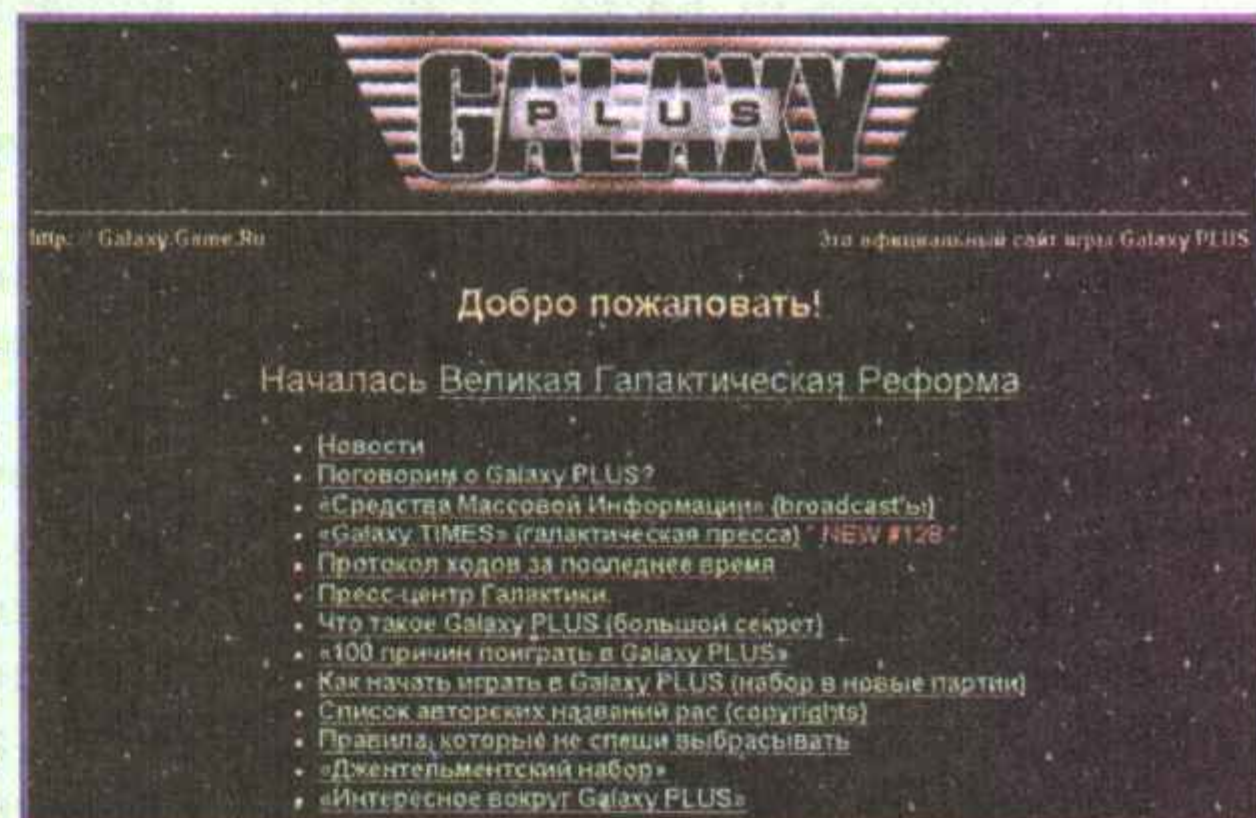 GALAXY
PLUS
http: Galaxy.Game.Ru
Это официальный сайт игры Galaxy PLUS
Добро пожаловать!
Началась Великая Галактическая Реформа
• Новости
• Поговорим о Galaxy PLUS?
• «Средства Массовой Информации» (broadcast'ы)
• «Galaxy TIMES» (галактическая пресса) * NEW #128 *
• Протокол ходов за последнее время
• Пресс-центр Галактики
• Что такое Galaxy PLUS (большой секрет)
• «100 причин поиграть в Galaxy PLUS»
• Как начать играть в Galaxy PLUS (набор в новые партии)
• Список авторских названий рас (copyrights)
• Правила, которые не спеши выбрасывать
• «Джентельментский набор»
• «Интересное вокруг Galaxy PLUS»